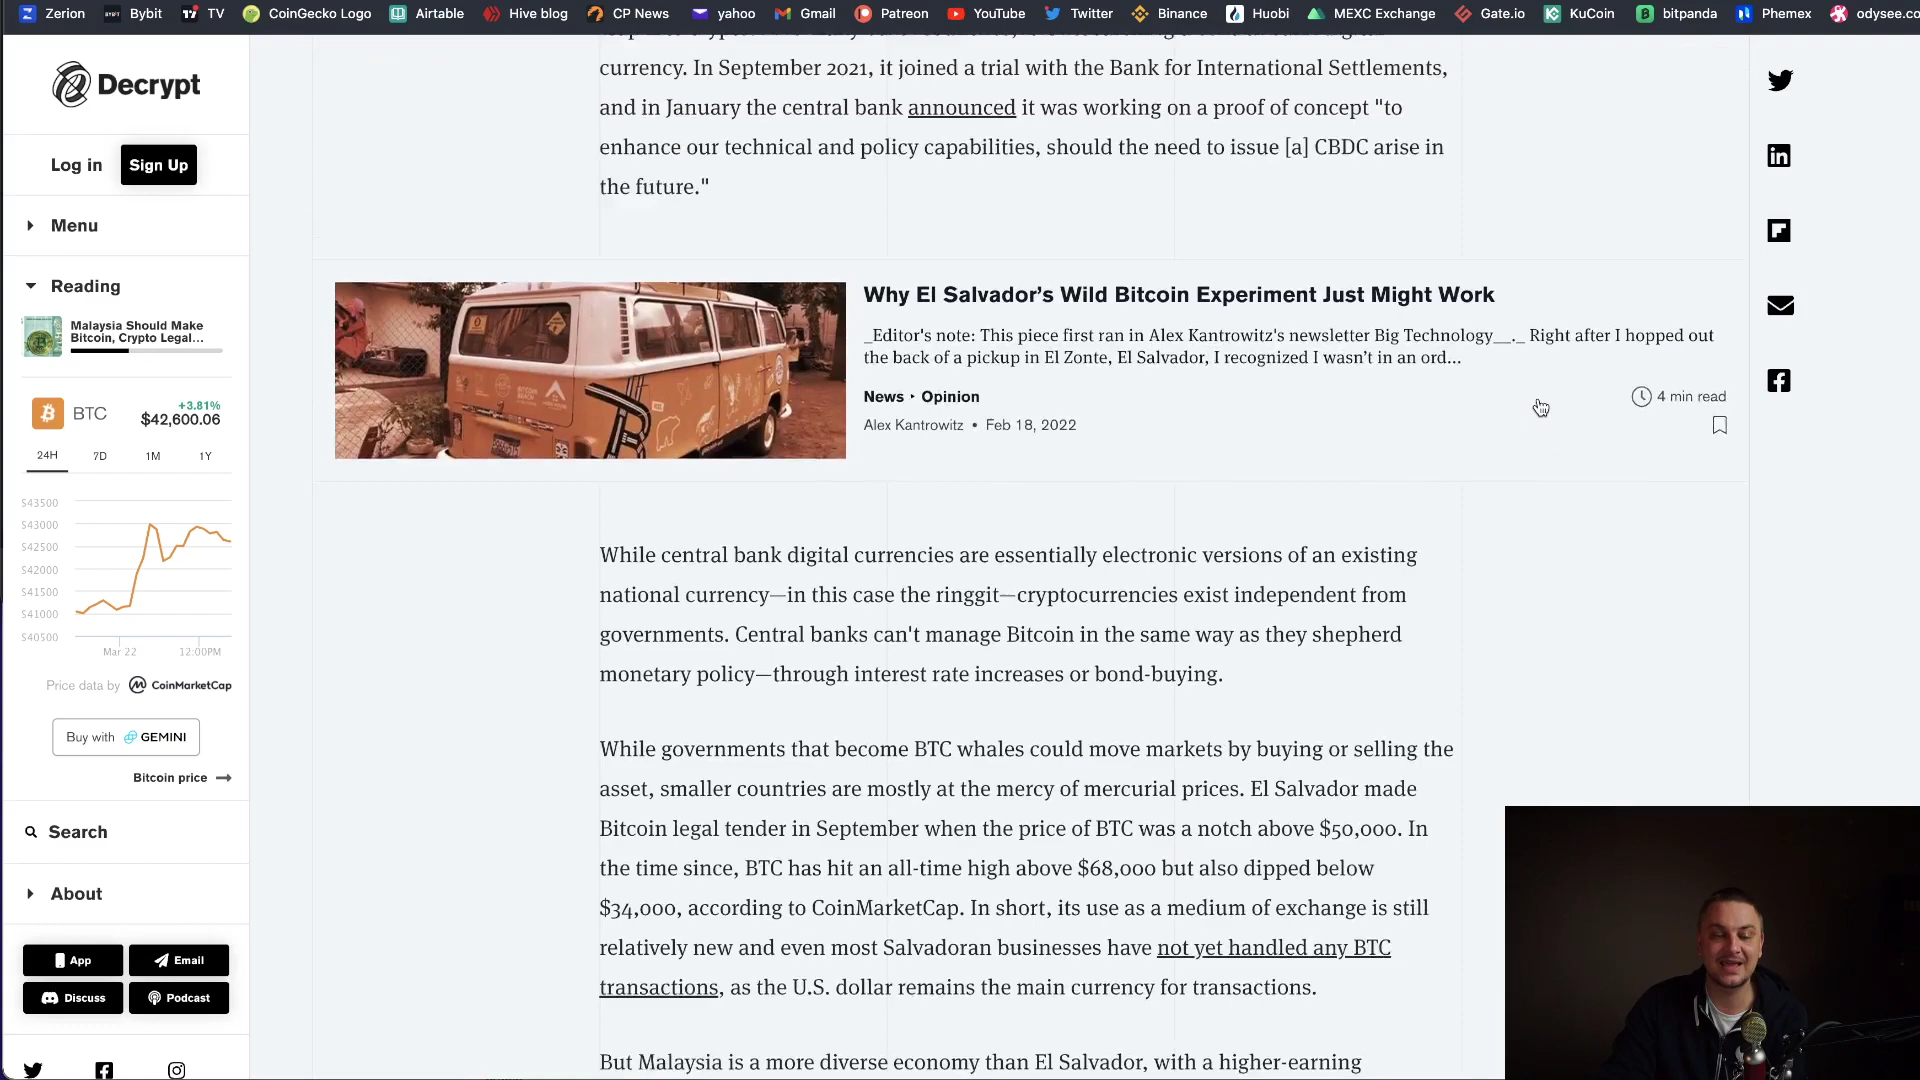 Zerion Bybit TV CoinGecko Logo Airtable Hive blog CP News yahoo Gmail Patreon YouTube Twitter Binance Huobi MEXC Exchange Gate.io KuCoin bitpanda Phemex odysee.co
Decrypt
Log in Sign Up
Menu
Reading
Malaysia Should Make
Bitcoin, Crypto Legal...
BTC
+3.81%
$42,600.06
24H 7D 1M 1Y
$43500
$43000
$42500
$42000
$41500
$41000
$40500
Mar 22 12:00PM
Price data by CoinMarketCap
Buy with GEMINI
Bitcoin price
Search
About
App Email
Discuss Podcast
currency. In September 2021, it joined a trial with the Bank for International Settlements,
and in January the central bank announced it was working on a proof of concept "to
enhance our technical and policy capabilities, should the need to issue [a] CBDC arise in
the future."
Why El Salvador’s Wild Bitcoin Experiment Just Might Work
_Editor's note: This piece first ran in Alex Kantrowitz's newsletter Big Technology__._ Right after I hopped out
the back of a pickup in El Zonte, El Salvador, I recognized I wasn’t in an ord...
News Opinion
4 min read
Alex Kantrowitz • Feb 18, 2022
While central bank digital currencies are essentially electronic versions of an existing
national currency—in this case the ringgit—cryptocurrencies exist independent from
governments. Central banks can't manage Bitcoin in the same way as they shepherd
monetary policy—through interest rate increases or bond-buying.
While governments that become BTC whales could move markets by buying or selling the
asset, smaller countries are mostly at the mercy of mercurial prices. El Salvador made
Bitcoin legal tender in September when the price of BTC was a notch above $50,000. In
the time since, BTC has hit an all-time high above $68,000 but also dipped below
$34,000, according to CoinMarketCap. In short, its use as a medium of exchange is still
relatively new and even most Salvadoran businesses have not yet handled any BTC
transactions, as the U.S. dollar remains the main currency for transactions.
But Malaysia is a more diverse economy than El Salvador, with a higher-earning